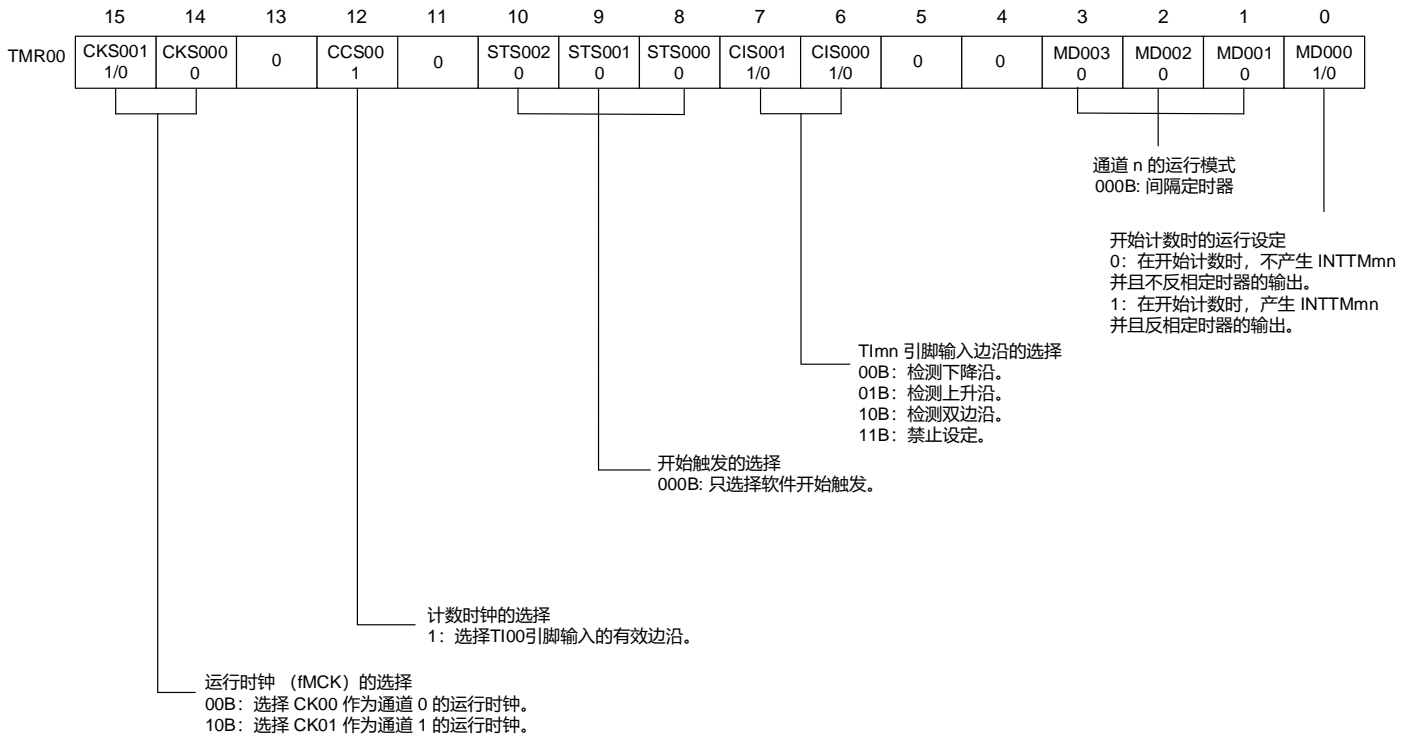 15 14 13 12 11 10 9 8 7 6 5 4 3 2 1 0
TMR00 CKS001 CKS000 0 CCS00 0 STS002 STS001 STS000 CIS001 CIS000 0 0 MD003 MD002 MD001 MD000
1/0 0 1 0 0 0 1/0 1/0 0 0 0 1/0
通道 n 的运行模式
000B: 间隔定时器
开始计数时的运行设定
0：在开始计数时，不产生 INTTMmn
并且不反相定时器的输出。
1：在开始计数时，产生 INTTMmn
并且反相定时器的输出。
TImn 引脚输入边沿的选择
00B：检测下降沿。
01B：检测上升沿。
10B：检测双边沿。
11B：禁止设定。
开始触发的选择
000B: 只选择软件开始触发。
计数时钟的选择
1：选择TI00引脚输入的有效边沿。
运行时钟 （fMCK）的选择
00B：选择 CK00 作为通道 0 的运行时钟。
10B：选择 CK01 作为通道 1 的运行时钟。